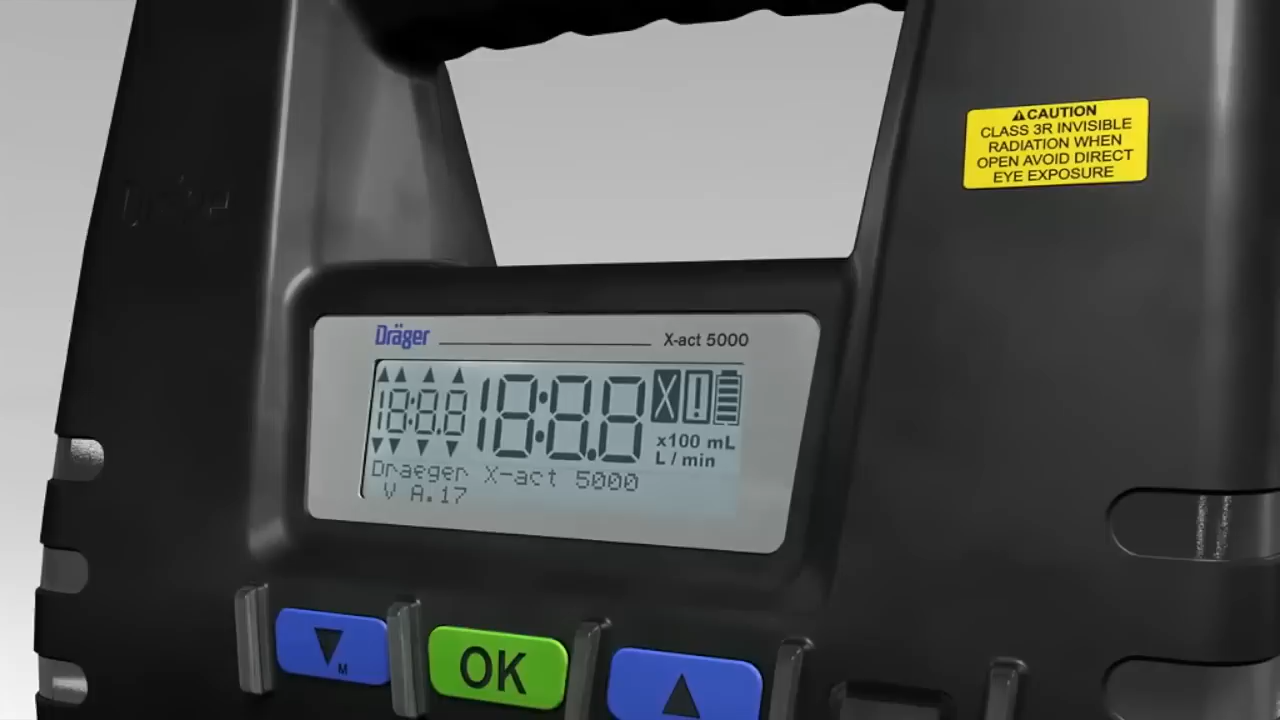 CAUTION
CLASS 3R INVISIBLE
RADIATION WHEN
OPEN AVOID DIRECT
EYE EXPOSURE
Dräger X-act 5000
18:8.8 18:8.8 X !
x100 mL
L / min
Draeger X-act 5000
V A.17
M
OK